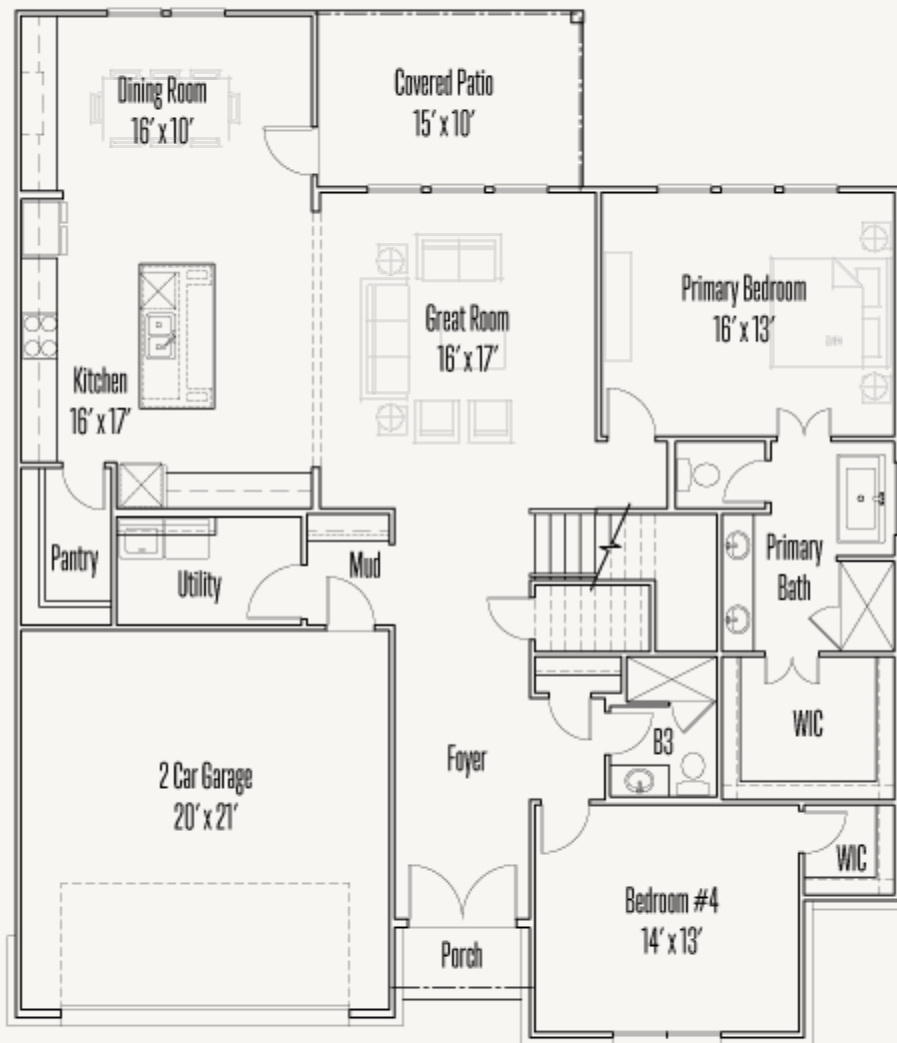 Dining Room
16' x 10'
Covered Patio
15' x 10'
Great Room
16' x 17'
Primary Bedroom
16' x 13'
Kitchen
16' x 17'
Pantry
Utility
Mud
Primary
Bath
WIC
B3
Foyer
2 Car Garage
20' x 21'
WIC
Bedroom #4
14' x 13'
Porch